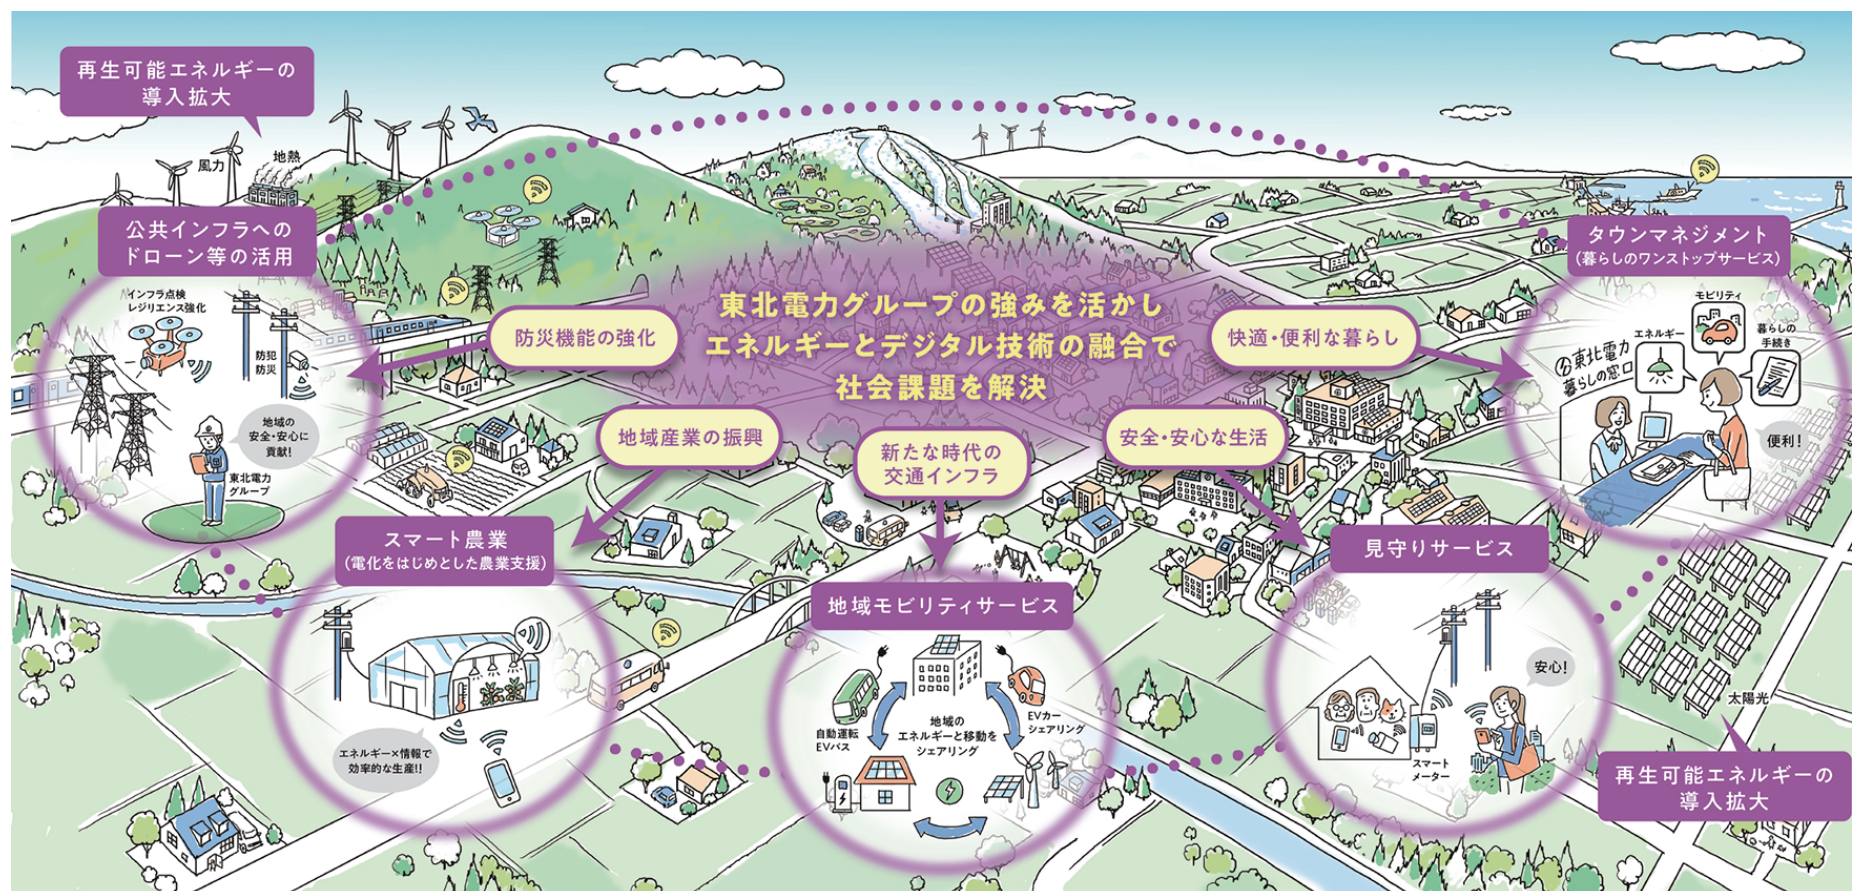 再生可能エネルギーの
導入拡大
風力
地熱
公共インフラへの
ドローン等の活用
インフラ点検
レジリエンス強化
防犯
防災
地域の
安全・安心に
貢献!
東北電力
グループ
東北電力グループの強みを活かし
エネルギーとデジタル技術の融合で
社会課題を解決
防災機能の強化
快適・便利な暮らし
地域産業の振興
新たな時代の
交通インフラ
安全・安心な生活
タウンマネジメント
(暮らしのワンストップサービス)
モビリティ
エネルギー
暮らしの
手続き
東北電力
暮らしの窓口
便利!
スマート農業
(電化をはじめとした農業支援)
エネルギー×情報で
効率的な生産!!
地域モビリティサービス
自動運転
EVバス
地域の
エネルギーと移動を
シェアリング
EVカー
シェアリング
見守りサービス
安心!
スマート
メーター
太陽光
再生可能エネルギーの
導入拡大